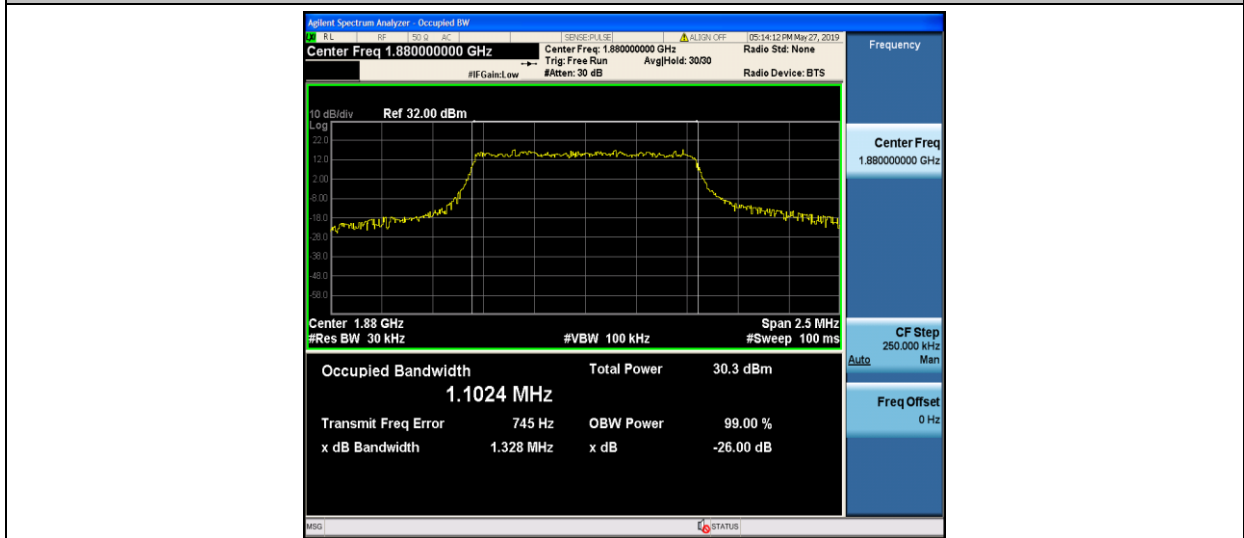 Agilent Spectrum Analyzer - Occupied BW
RL RF 50 Ω AC SENSE:PULSE ALIGN OFF 05:14:12 PM May 27, 2019
Center Freq 1.880000000 GHz Center Freq: 1.880000000 GHz Radio Std: None
Trig: Free Run Avg|Hold: 30/30
#IFGain:Low #Atten: 30 dB Radio Device: BTS
Frequency
10 dB/div Ref 32.00 dBm
Log
22.0
12.0
2.00
-8.00
-18.0
-28.0
-38.0
-48.0
-58.0
Center Freq
1.880000000 GHz
Center 1.88 GHz Span 2.5 MHz
#Res BW 30 kHz #VBW 100 kHz #Sweep 100 ms
CF Step
250.000 kHz
Auto Man
Occupied Bandwidth Total Power 30.3 dBm
1.1024 MHz
Transmit Freq Error 745 Hz OBW Power 99.00 %
x dB Bandwidth 1.328 MHz x dB -26.00 dB
Freq Offset
0 Hz
MSG STATUS